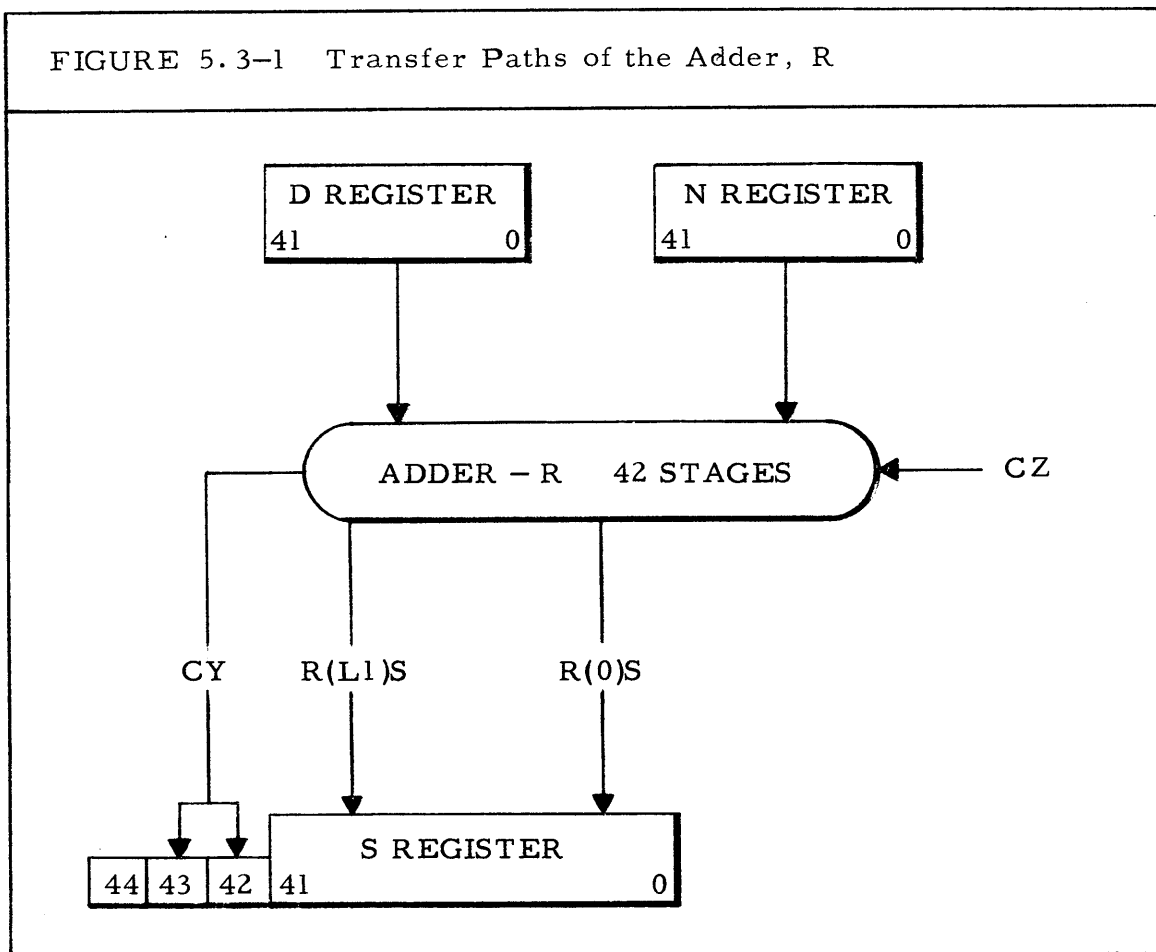 FIGURE 5.3-1 Transfer Paths of the Adder, R
D REGISTER
41 0
N REGISTER
41 0
ADDER – R 42 STAGES
CZ
CY
R(L1)S
R(0)S
S REGISTER
44 43 42 41 0